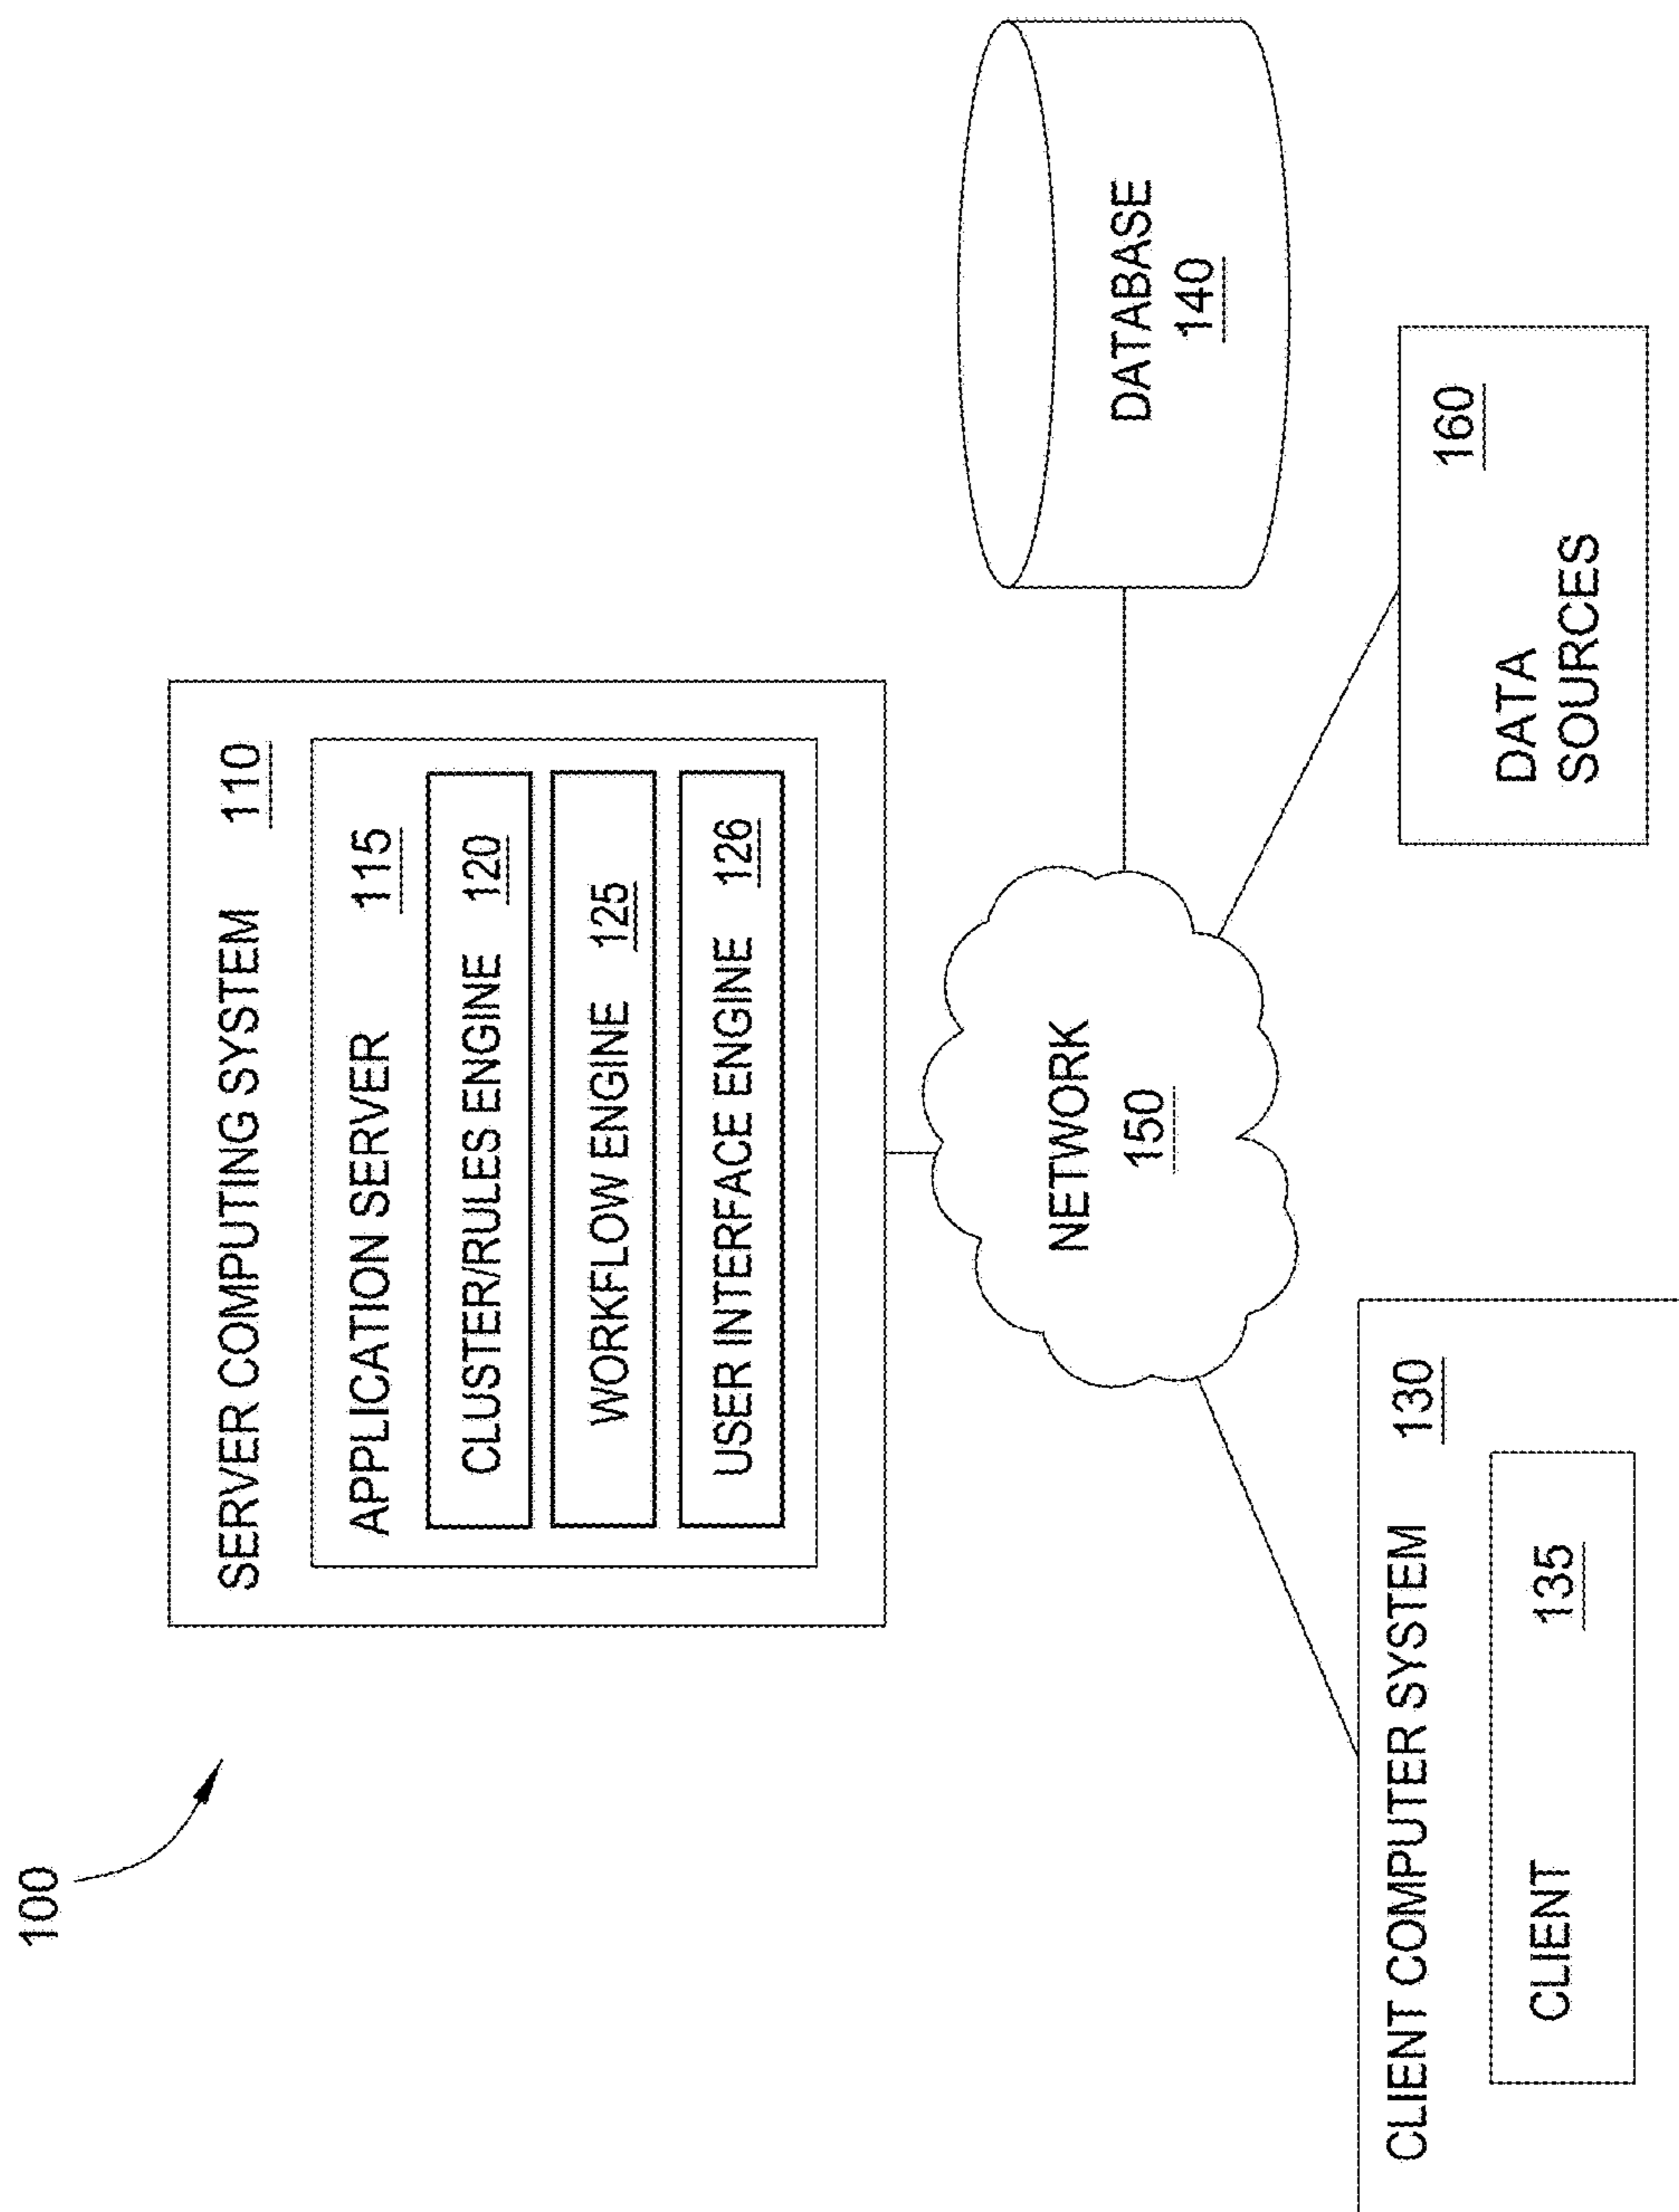 100
SERVER COMPUTING SYSTEM 110
APPLICATION SERVER 115
CLUSTER/RULES ENGINE 120
WORKFLOW ENGINE 125
USER INTERFACE ENGINE 126
NETWORK
150
DATABASE
140
CLIENT COMPUTER SYSTEM 130
CLIENT 135
160
DATA
SOURCES